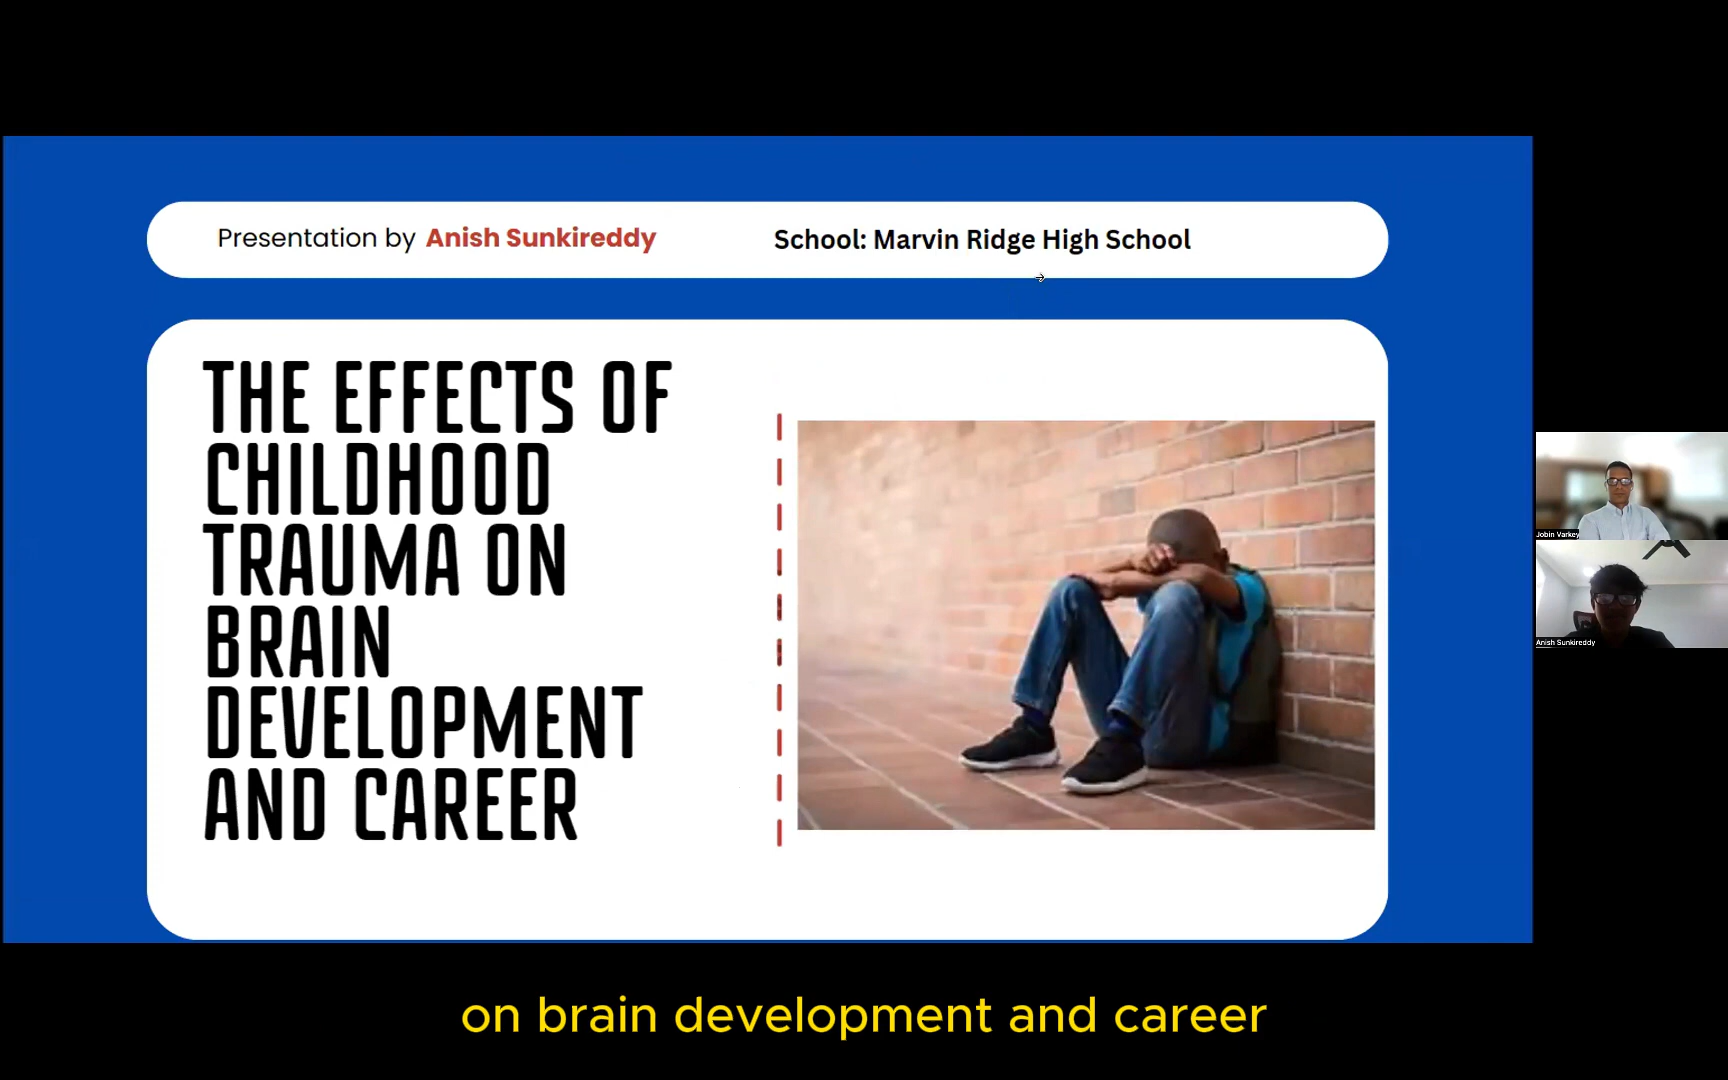 Presentation by Anish Sunkireddy
School: Marvin Ridge High School
THE EFFECTS OF
CHILDHOOD
TRAUMA ON
BRAIN
DEVELOPMENT
AND CAREER
Jobin Varkey
Anish Sunkireddy
on brain development and career